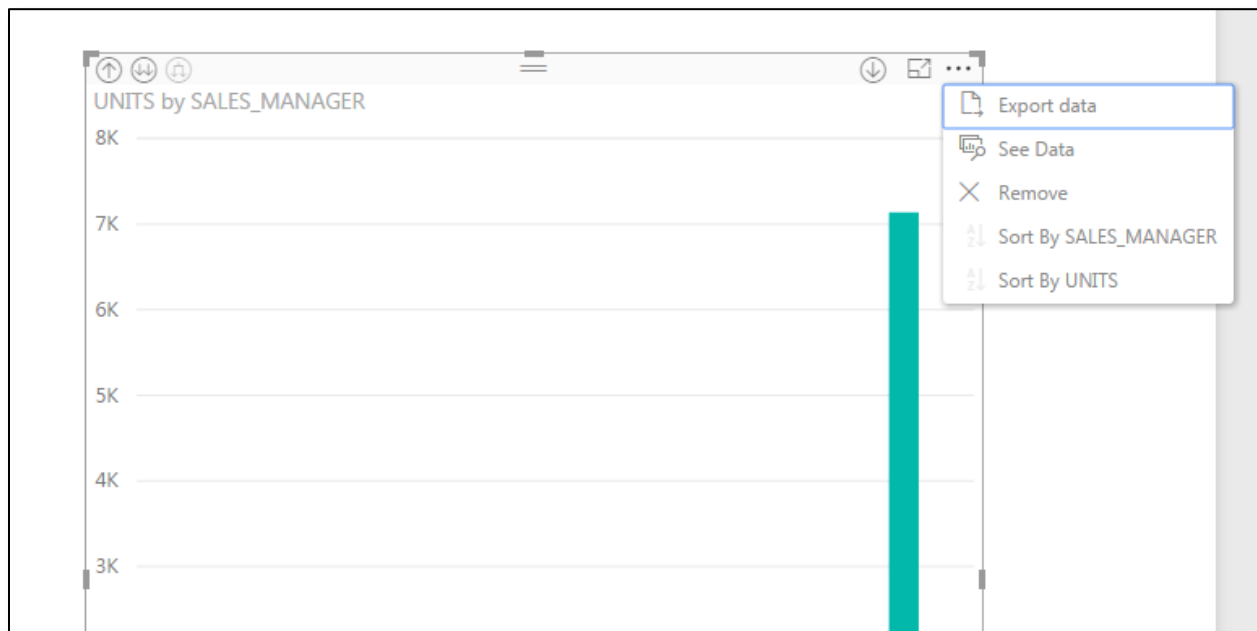 UNITS by SALES_MANAGER
Export data
See Data
Remove
Sort By SALES_MANAGER
Sort By UNITS
8K
7K
6K
5K
4K
3K